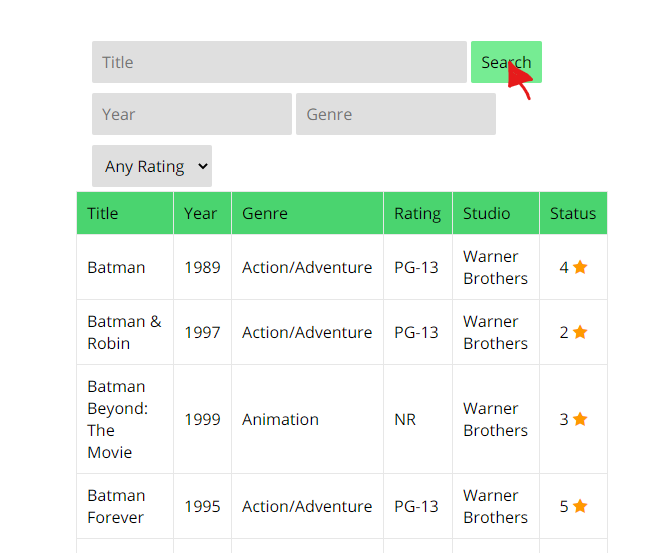 Title
Search
Year
Genre
Any Rating
Title Year Genre Rating Studio Status
Batman 1989 Action/Adventure PG-13 Warner Brothers 4
Batman & Robin 1997 Action/Adventure PG-13 Warner Brothers 2
Batman Beyond: The Movie 1999 Animation NR Warner Brothers 3
Batman Forever 1995 Action/Adventure PG-13 Warner Brothers 5